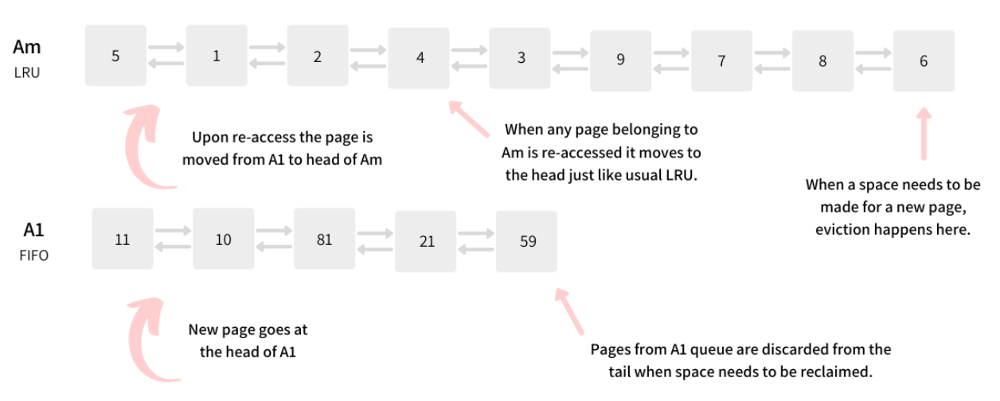 Am
LRU
5
1
2
4
3
9
7
8
6
Upon re-access the page is
moved from A1 to head of Am
When any page belonging to
Am is re-accessed it moves to
the head just like usual LRU.
When a space needs to be
made for a new page,
eviction happens here.
A1
FIFO
11
10
81
21
59
New page goes at
the head of A1
Pages from A1 queue are discarded from the
tail when space needs to be reclaimed.